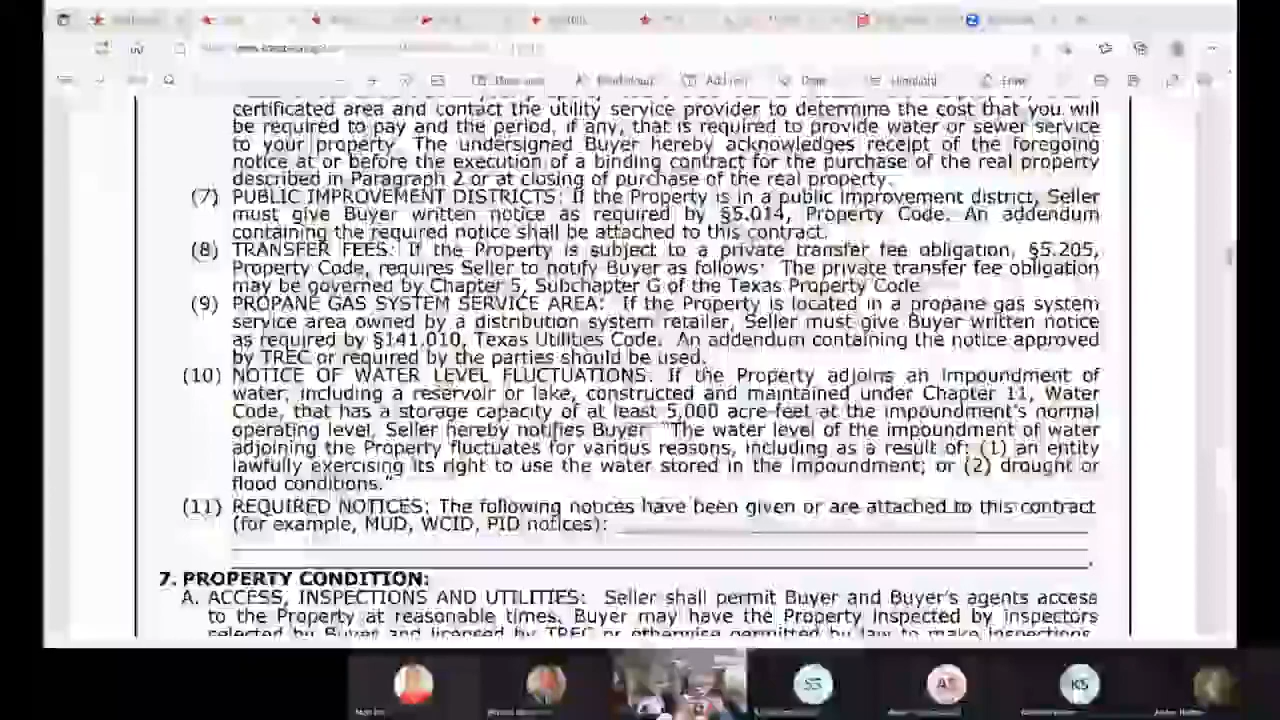 certificated area and contact the utility service provider to determine the cost that you will
be required to pay and the period, if any, that is required to provide water or sewer service
to your property. The undersigned Buyer hereby acknowledges receipt of the foregoing
notice at or before the execution of a binding contract for the purchase of the real property
described in Paragraph 2 or at closing of purchase of the real property.
(7) PUBLIC IMPROVEMENT DISTRICTS: If the Property is in a public improvement district, Seller
must give Buyer written notice as required by §5.014, Property Code. An addendum
containing the required notice shall be attached to this contract.
(8) TRANSFER FEES: If the Property is subject to a private transfer fee obligation, §5.205,
Property Code, requires Seller to notify Buyer as follows: The private transfer fee obligation
may be governed by Chapter 5, Subchapter G of the Texas Property Code
(9) PROPANE GAS SYSTEM SERVICE AREA: If the Property is located in a propane gas system
service area owned by a distribution system retailer, Seller must give Buyer written notice
as required by §141.010, Texas Utilities Code. An addendum containing the notice approved
by TREC or required by the parties should be used.
(10) NOTICE OF WATER LEVEL FLUCTUATIONS: If the Property adjoins an impoundment of
water, including a reservoir or lake, constructed and maintained under Chapter 11, Water
Code, that has a storage capacity of at least 5,000 acre-feet at the impoundment's normal
operating level, Seller hereby notifies Buyer: "The water level of the impoundment of water
adjoining the Property fluctuates for various reasons, including as a result of: (1) an entity
lawfully exercising its right to use the water stored in the impoundment; or (2) drought or
flood conditions."
(11) REQUIRED NOTICES: The following notices have been given or are attached to this contract
(for example, MUD, WCID, PID notices):
7. PROPERTY CONDITION:
A. ACCESS, INSPECTIONS AND UTILITIES: Seller shall permit Buyer and Buyer's agents access
to the Property at reasonable times. Buyer may have the Property inspected by inspectors
selected by Buyer and licensed by TREC or otherwise permitted by law to make inspections.
KS